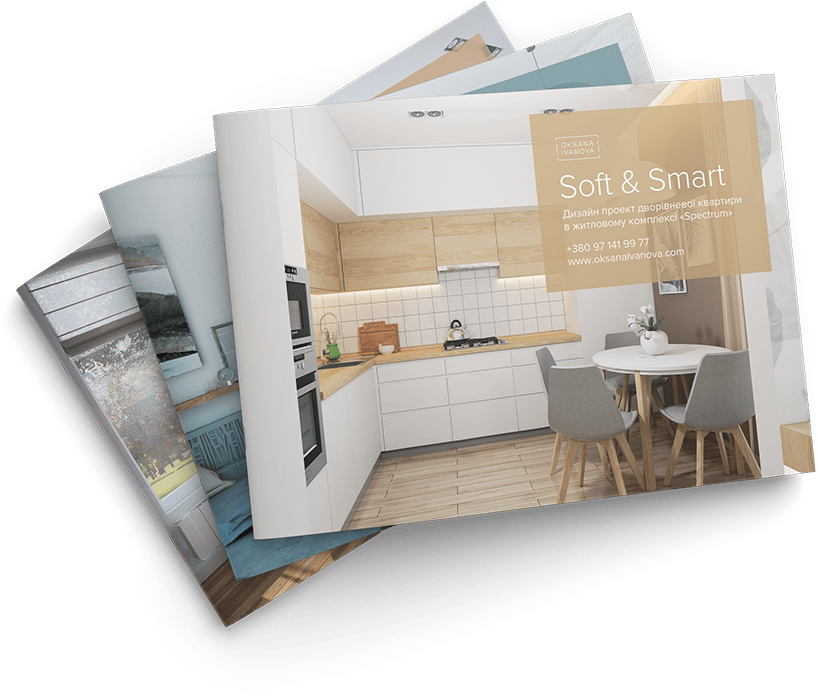 OKSANA
IVANOVA
Soft & Smart
Дизайн проект дворівневої квартири
в житловому комплексі «Spectrum»
+380 97 141 99 77
www.oksanaivanova.com